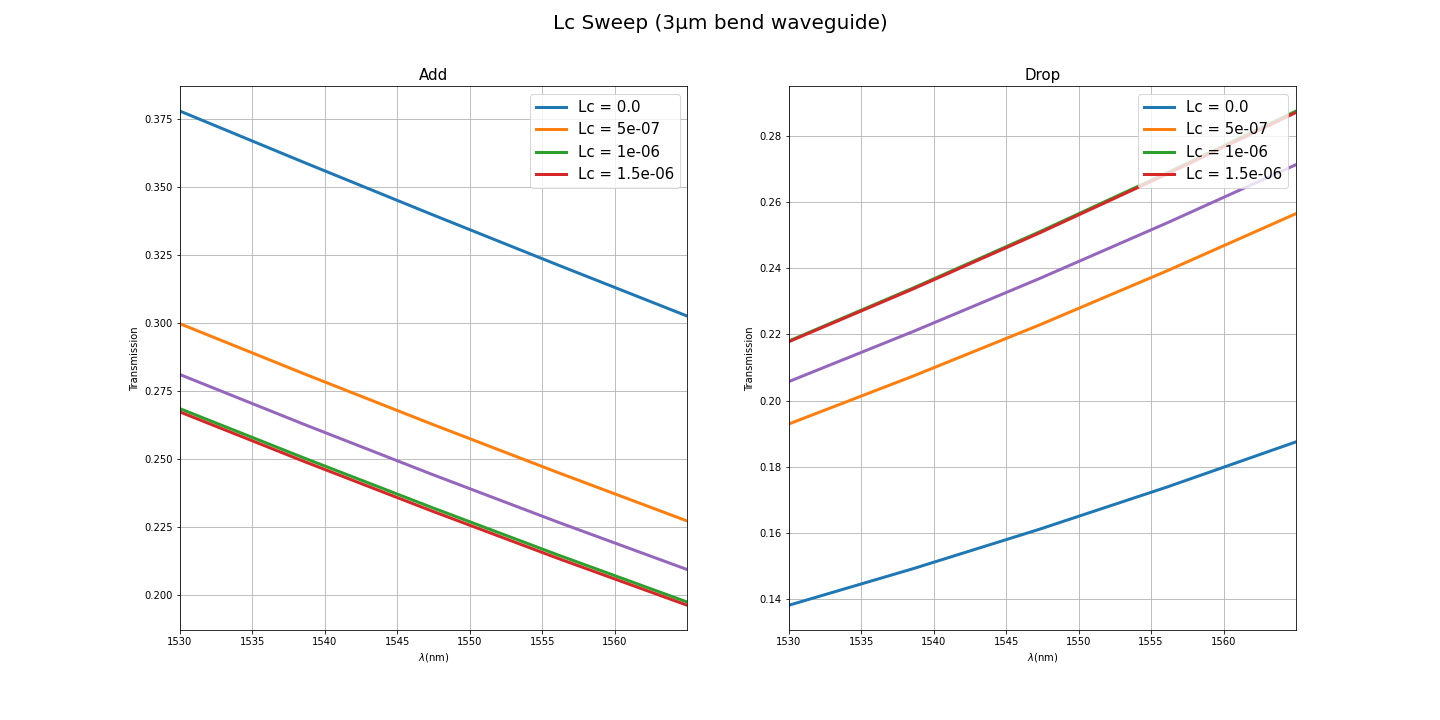 Lc Sweep (3μm bend waveguide)
Add
Lc = 0.0
Lc = 5e-07
Lc = 1e-06
Lc = 1.5e-06
0.375
0.350
0.325
0.300
0.275
0.250
0.225
0.200
Transmission
1530 1535 1540 1545 1550 1555 1560
λ(nm)
Drop
Lc = 0.0
Lc = 5e-07
Lc = 1e-06
Lc = 1.5e-06
0.28
0.26
0.24
0.22
0.20
0.18
0.16
0.14
Transmission
1530 1535 1540 1545 1550 1555 1560
λ(nm)